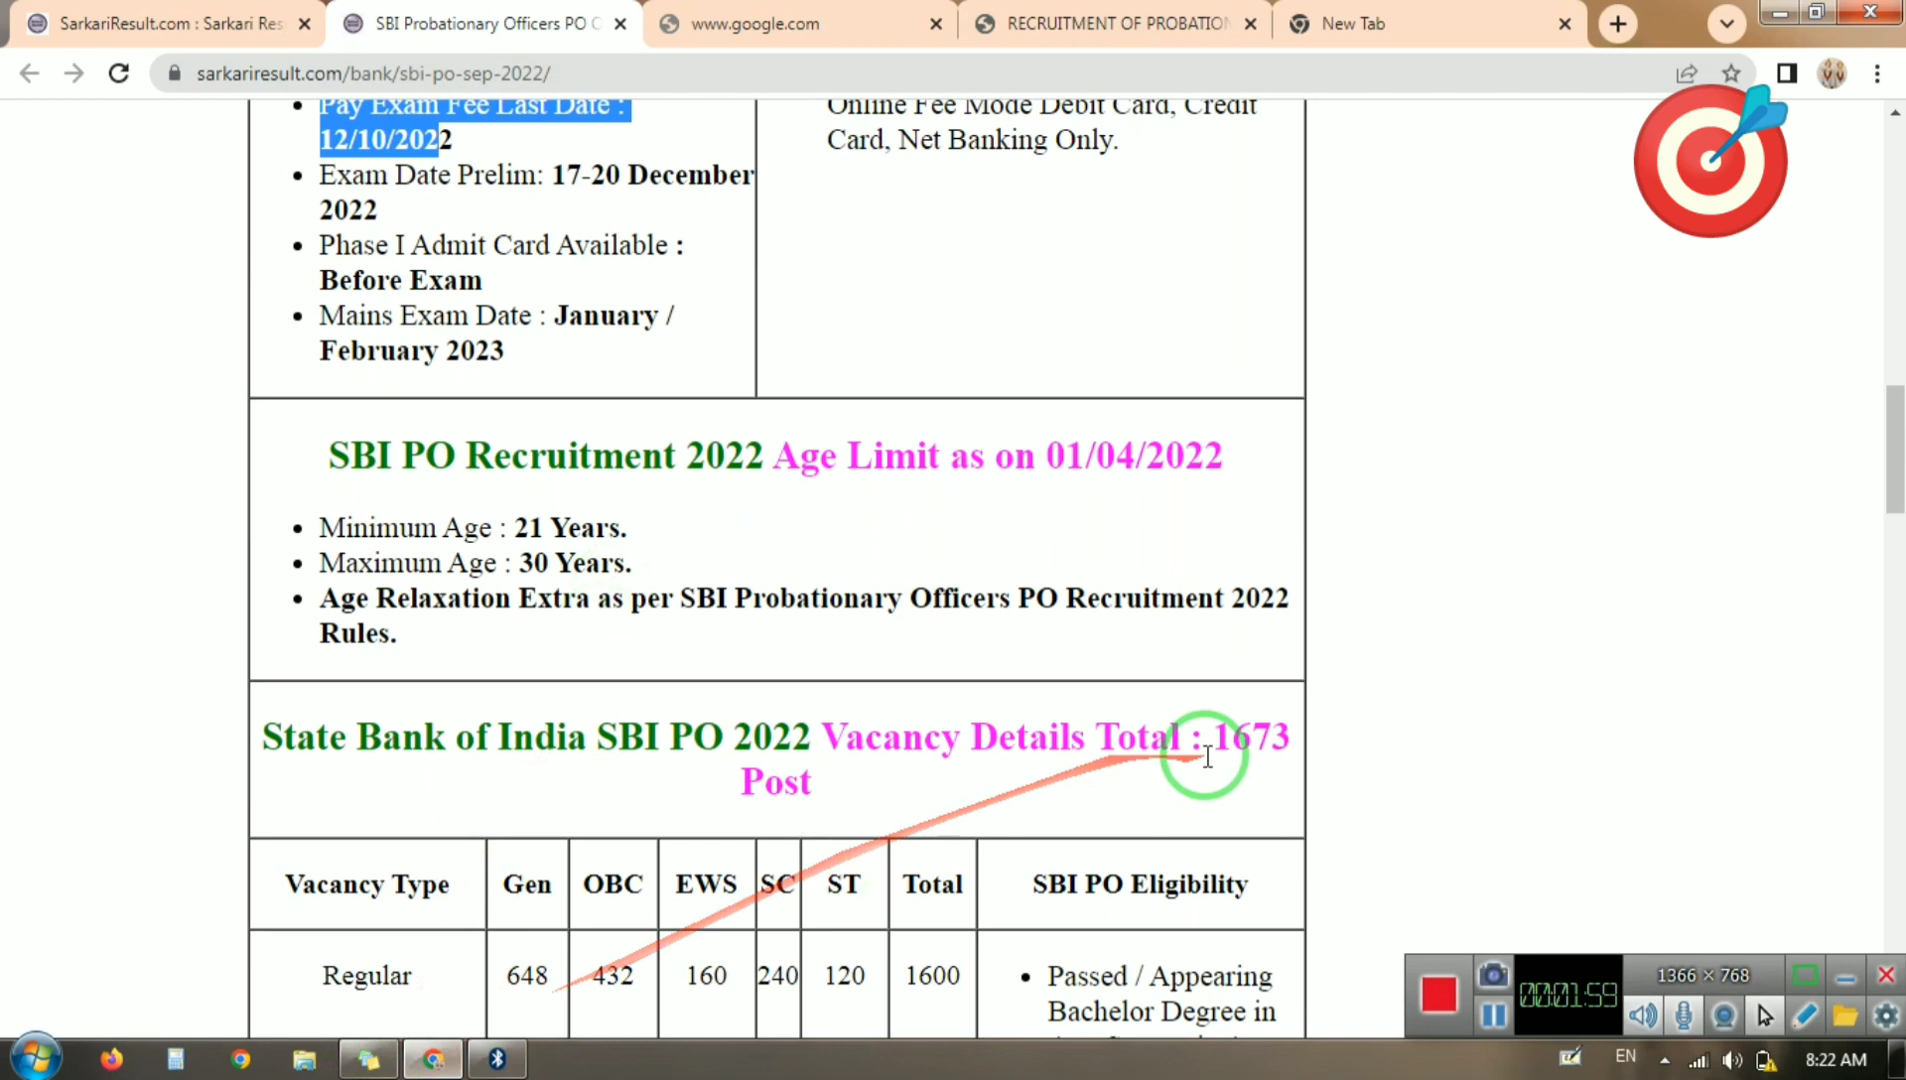 SarkariResult.com : Sarkari Res
SBI Probationary Officers PO O
www.google.com
RECRUITMENT OF PROBATION
New Tab
sarkariresult.com/bank/sbi-po-sep-2022/
Pay Exam Fee Last Date :
12/10/2022
Exam Date Prelim: 17-20 December
2022
Phase I Admit Card Available :
Before Exam
Mains Exam Date : January /
February 2023
Online Fee Mode Debit Card, Credit
Card, Net Banking Only.
SBI PO Recruitment 2022 Age Limit as on 01/04/2022
Minimum Age : 21 Years.
Maximum Age : 30 Years.
Age Relaxation Extra as per SBI Probationary Officers PO Recruitment 2022
Rules.
State Bank of India SBI PO 2022 Vacancy Details Total : 1673
Post
Vacancy Type Gen OBC EWS SC ST Total SBI PO Eligibility
Regular 648 432 160 240 120 1600
Passed / Appearing
Bachelor Degree in
1366 × 768
00:01:59
EN
8:22 AM